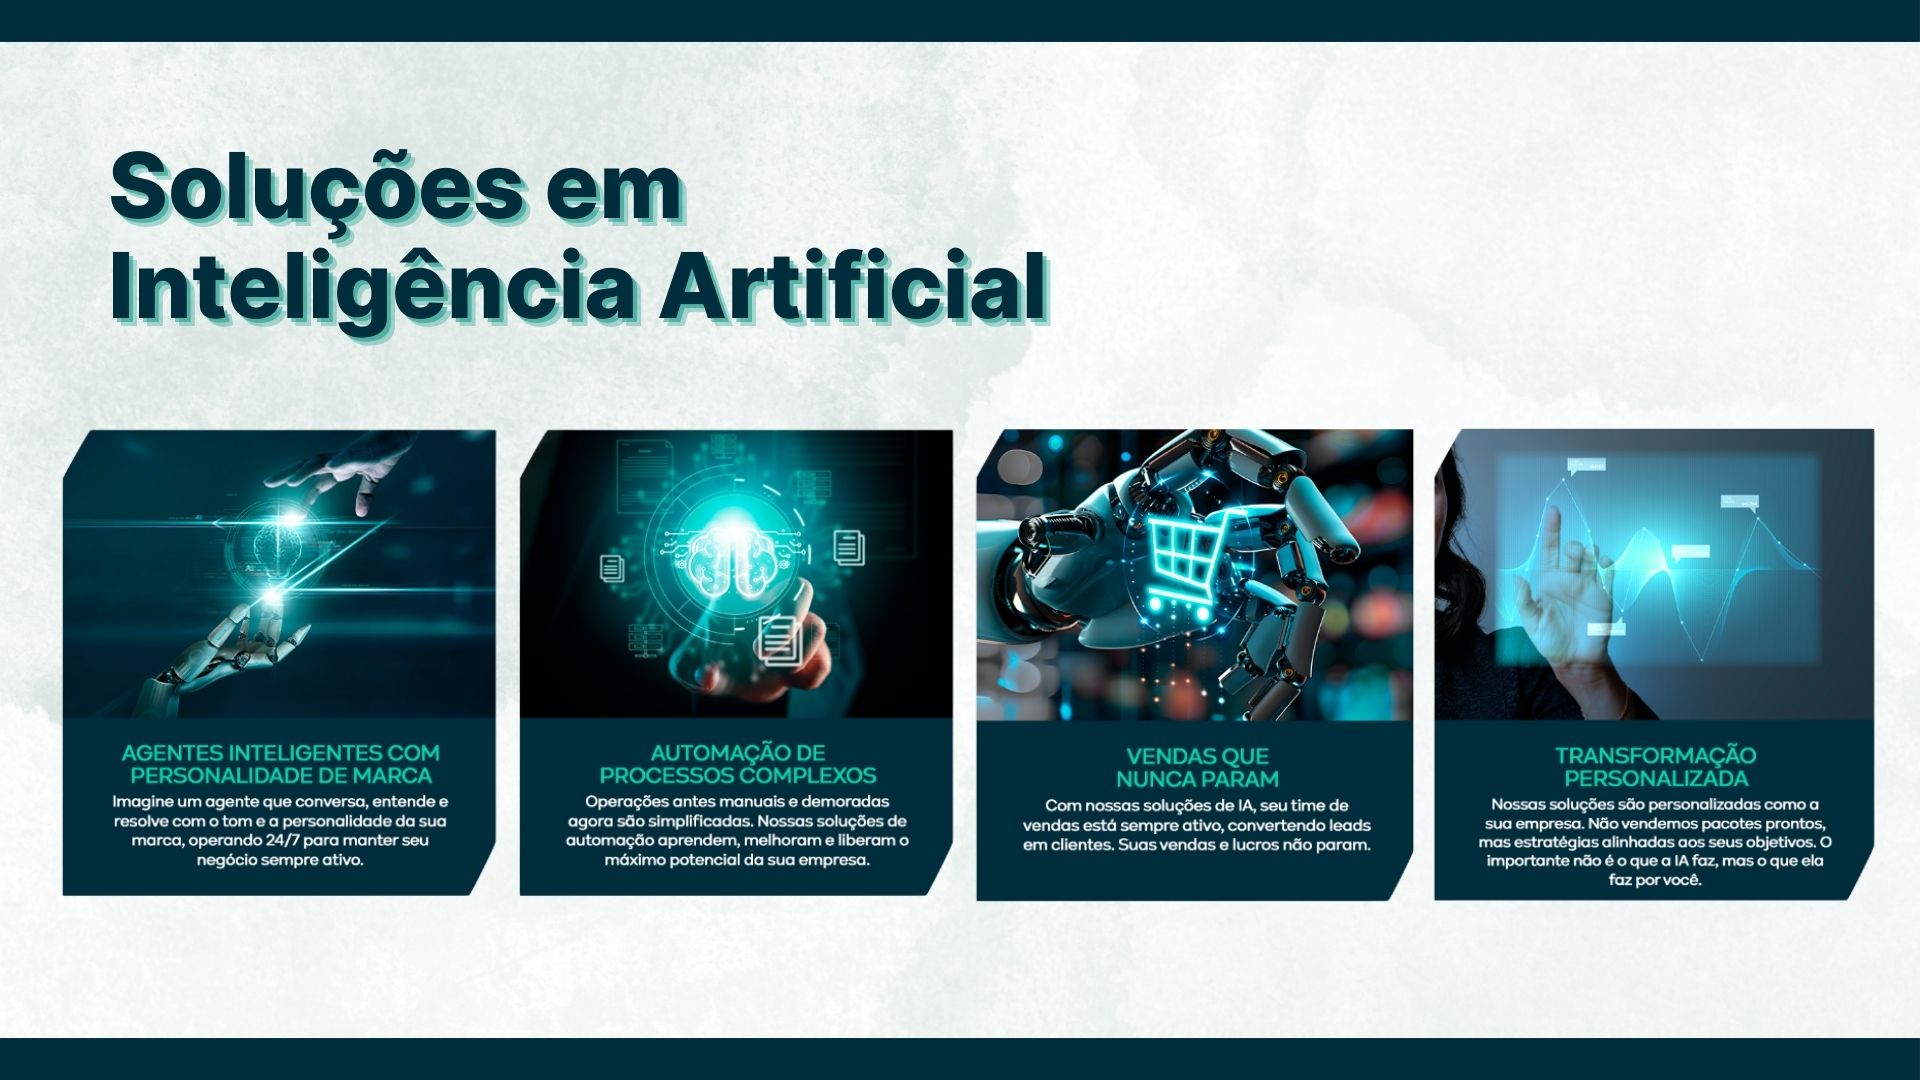 Soluções em
Inteligência Artificial
AGENTES INTELIGENTES COM
PERSONALIDADE DE MARCA
Imagine um agente que conversa, entende e
resolve com o tom e a personalidade da sua
marca, operando 24/7 para manter seu
negócio sempre ativo.
AUTOMAÇÃO DE
PROCESSOS COMPLEXOS
Operações antes manuais e demoradas
agora são simplificadas. Nossas soluções de
automação aprendem, melhoram e liberam o
máximo potencial da sua empresa.
VENDAS QUE
NUNCA PARAM
Com nossas soluções de IA, seu time de
vendas está sempre ativo, convertendo leads
em clientes. Suas vendas e lucros não param.
TRANSFORMAÇÃO
PERSONALIZADA
Nossas soluções são personalizadas como a
sua empresa. Não vendemos pacotes prontos,
mas estratégias alinhadas aos seus objetivos. O
importante não é o que a IA faz, mas o que ela
faz por você.